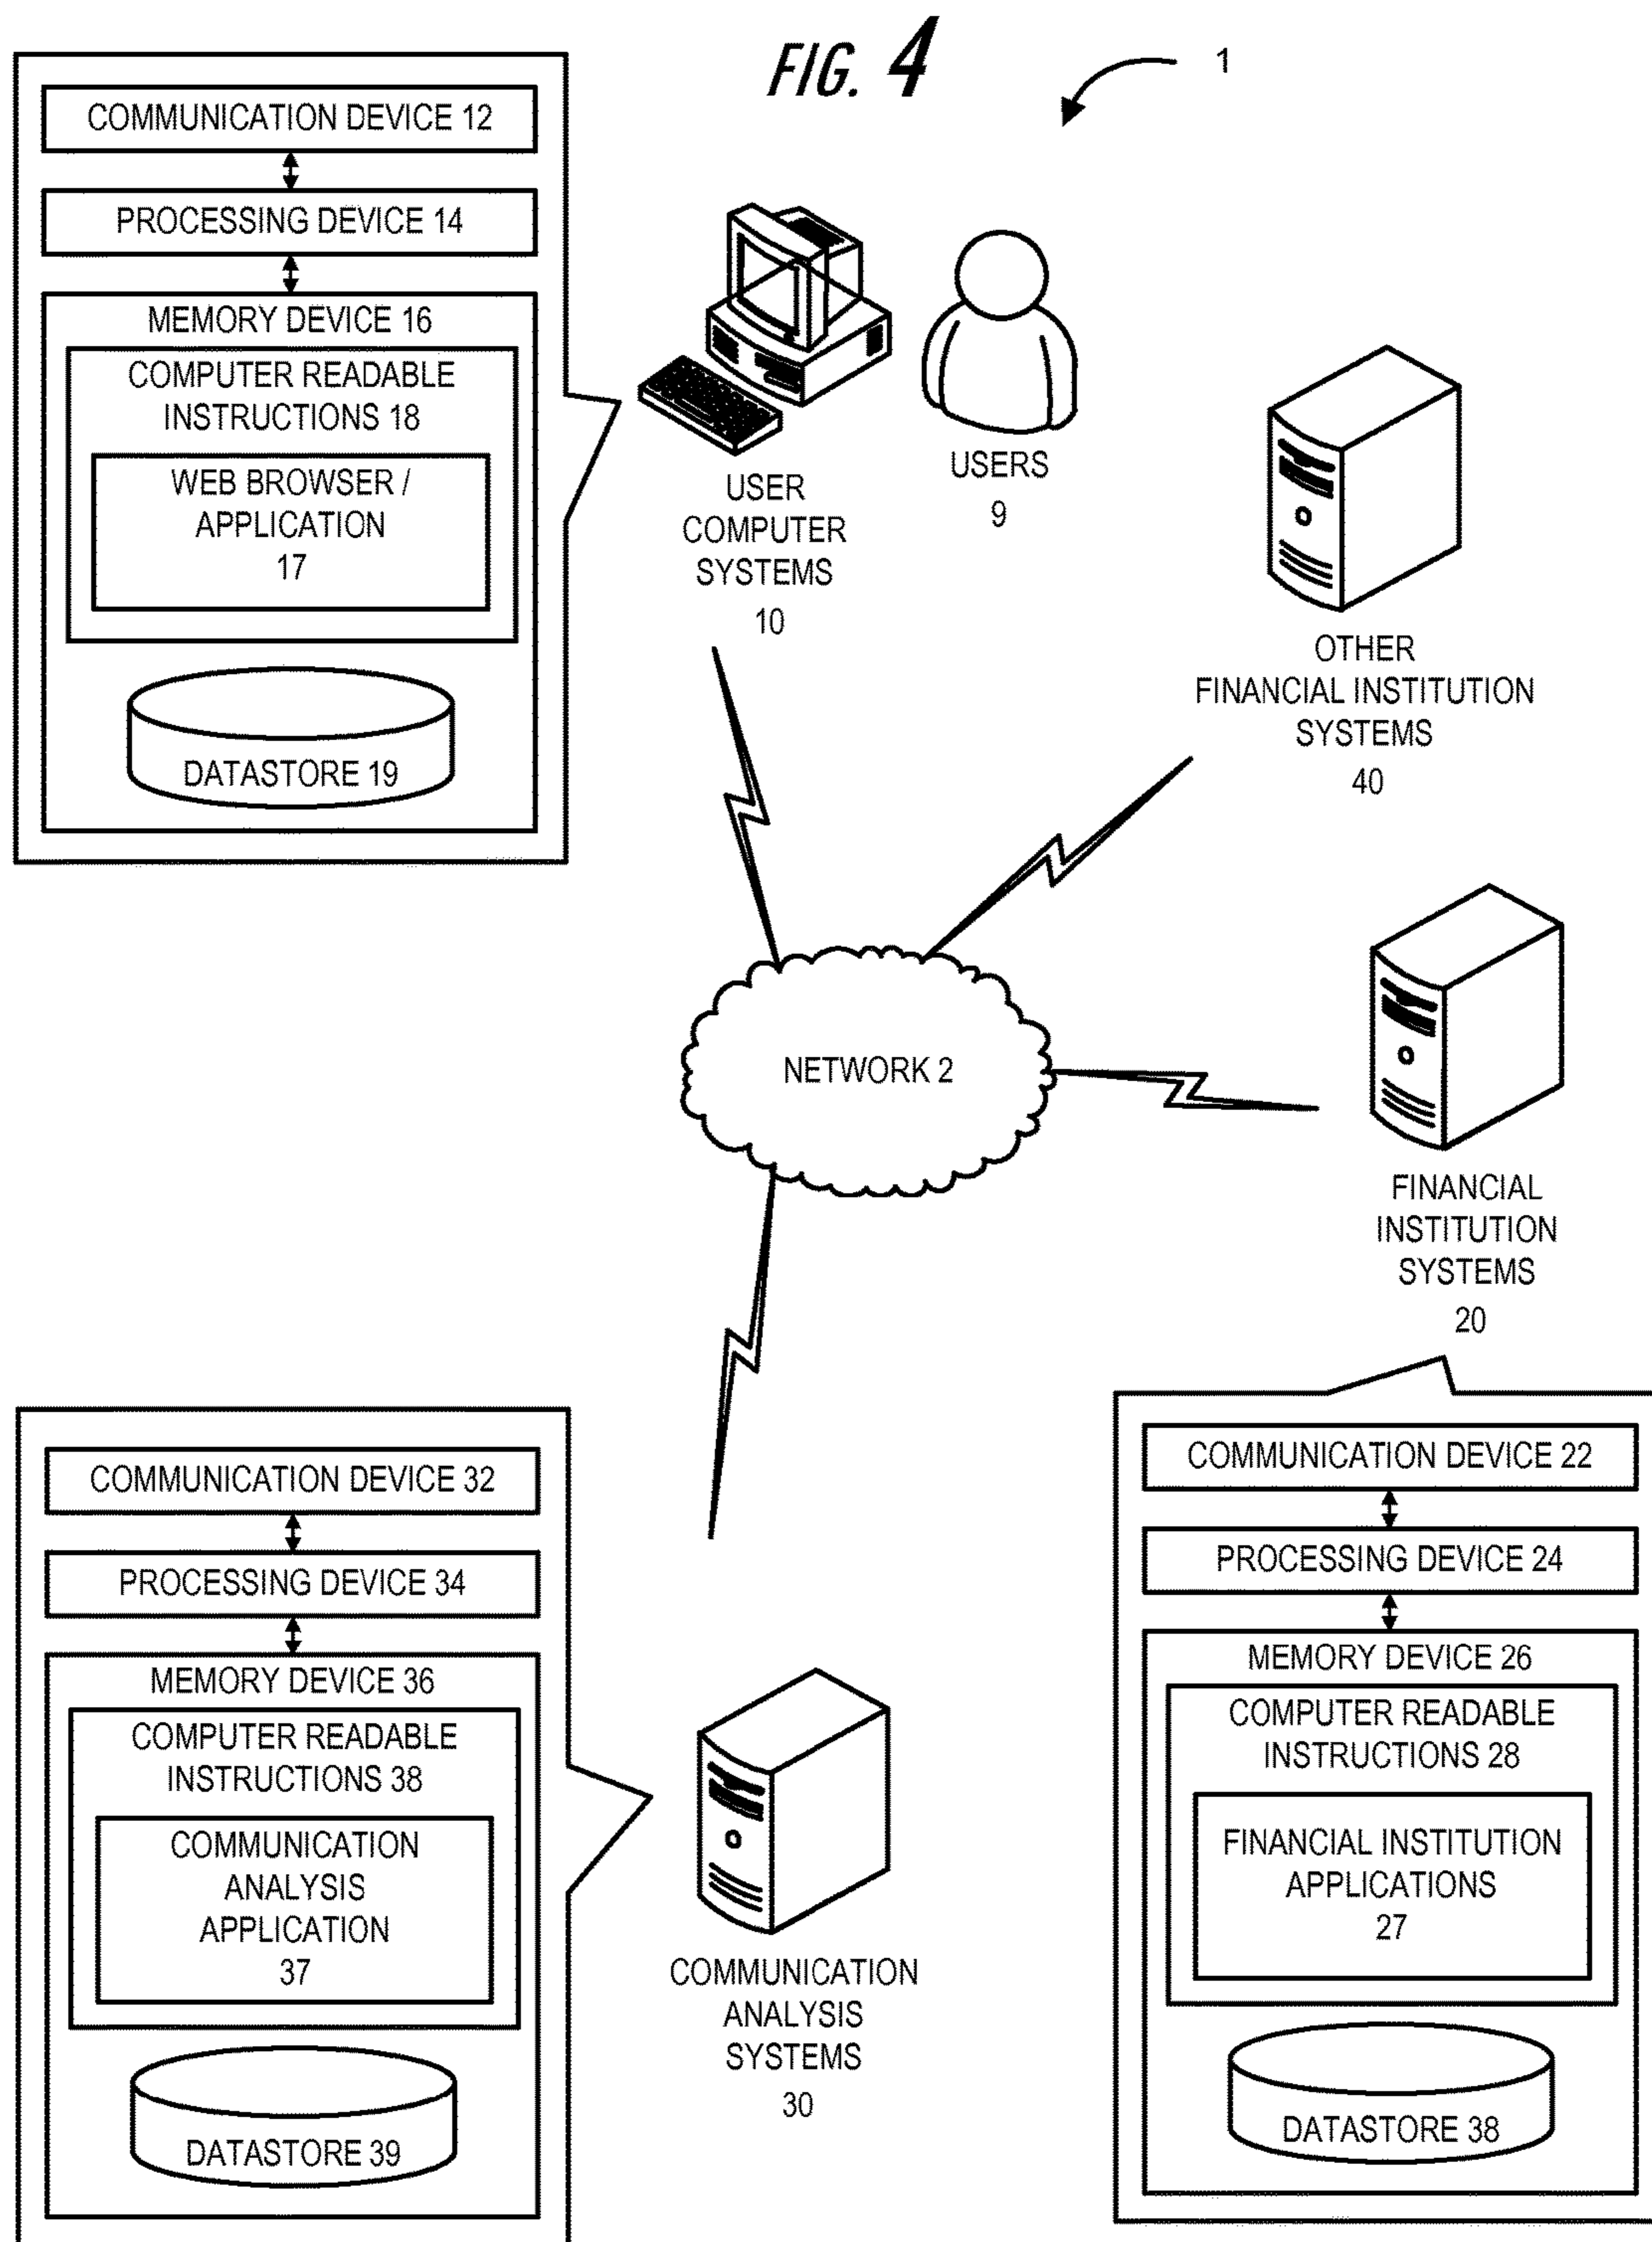 FIG. 4
1
COMMUNICATION DEVICE 12
PROCESSING DEVICE 14
MEMORY DEVICE 16
COMPUTER READABLE
INSTRUCTIONS 18
WEB BROWSER /
APPLICATION
17
DATASTORE 19
USER
COMPUTER
SYSTEMS
10
USERS
9
OTHER
FINANCIAL INSTITUTION
SYSTEMS
40
NETWORK 2
FINANCIAL
INSTITUTION
SYSTEMS
20
COMMUNICATION DEVICE 32
PROCESSING DEVICE 34
MEMORY DEVICE 36
COMPUTER READABLE
INSTRUCTIONS 38
COMMUNICATION
ANALYSIS
APPLICATION
37
DATASTORE 39
COMMUNICATION
ANALYSIS
SYSTEMS
30
COMMUNICATION DEVICE 22
PROCESSING DEVICE 24
MEMORY DEVICE 26
COMPUTER READABLE
INSTRUCTIONS 28
FINANCIAL INSTITUTION
APPLICATIONS
27
DATASTORE 38